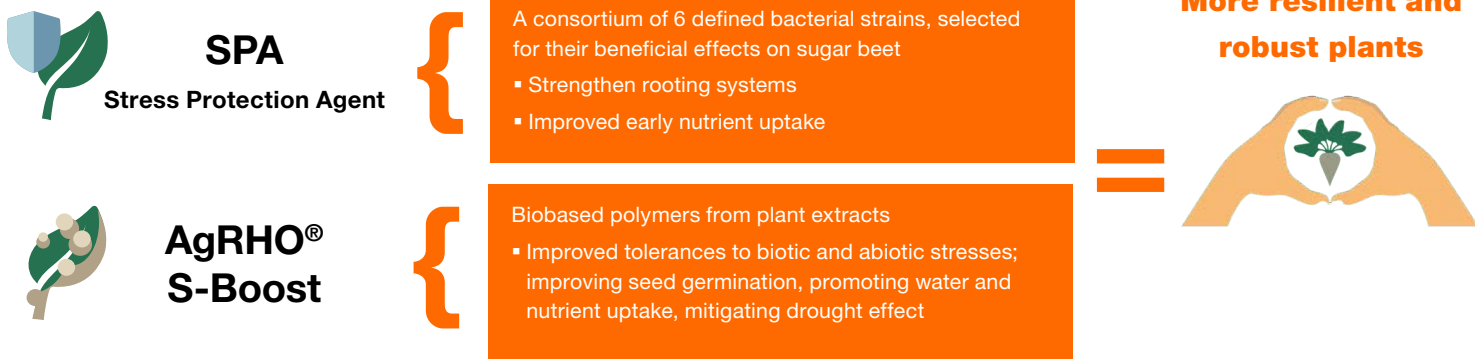 SPA
Stress Protection Agent
A consortium of 6 defined bacterial strains, selected
for their beneficial effects on sugar beet
▪ Strengthen rooting systems
▪ Improved early nutrient uptake
AgRHO®
S-Boost
Biobased polymers from plant extracts
▪ Improved tolerances to biotic and abiotic stresses;
improving seed germination, promoting water and
nutrient uptake, mitigating drought effect
=
More resilient and
robust plants